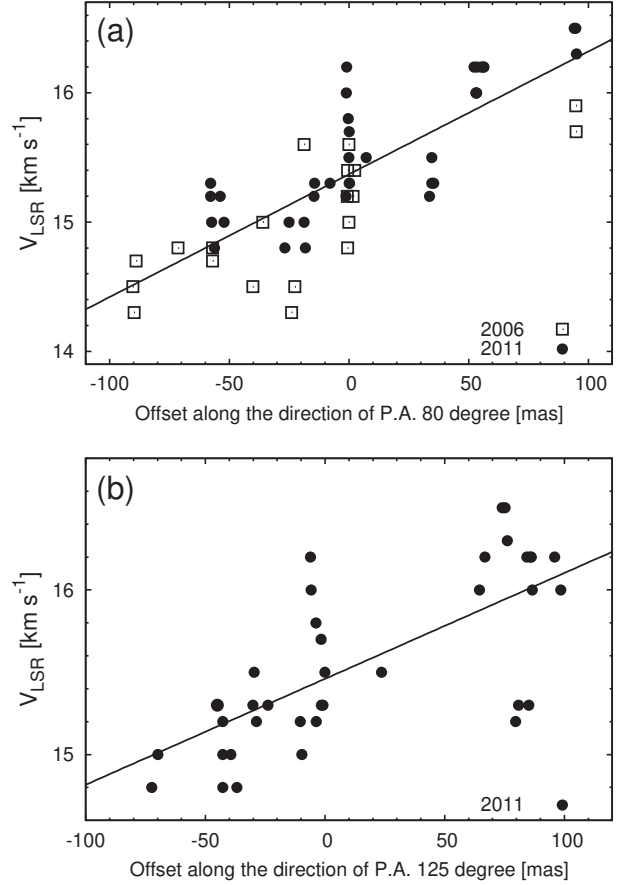 (a)
16
15
14
V_LSR [km s^-1]
2006
2011
-100 -50 0 50 100
Offset along the direction of P.A. 80 degree [mas]
(b)
16
15
V_LSR [km s^-1]
2011
-100 -50 0 50 100
Offset along the direction of P.A. 125 degree [mas]